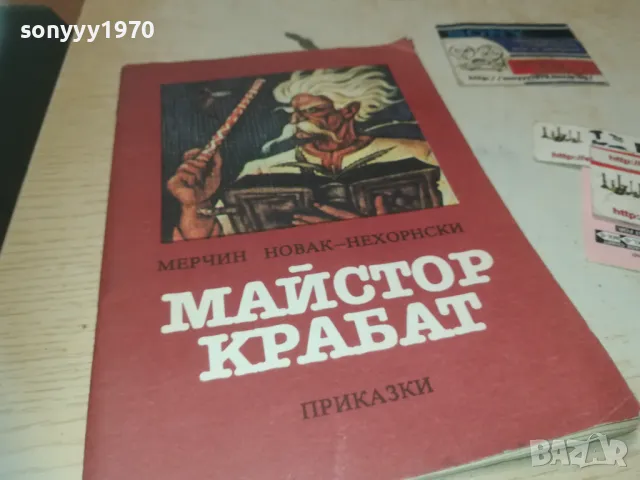 sonyyy1970
МЕРЧИН НОВАК-НЕХОРНСКИ
МАЙСТОР
КРАБАТ
ПРИКАЗКИ
BAZAR